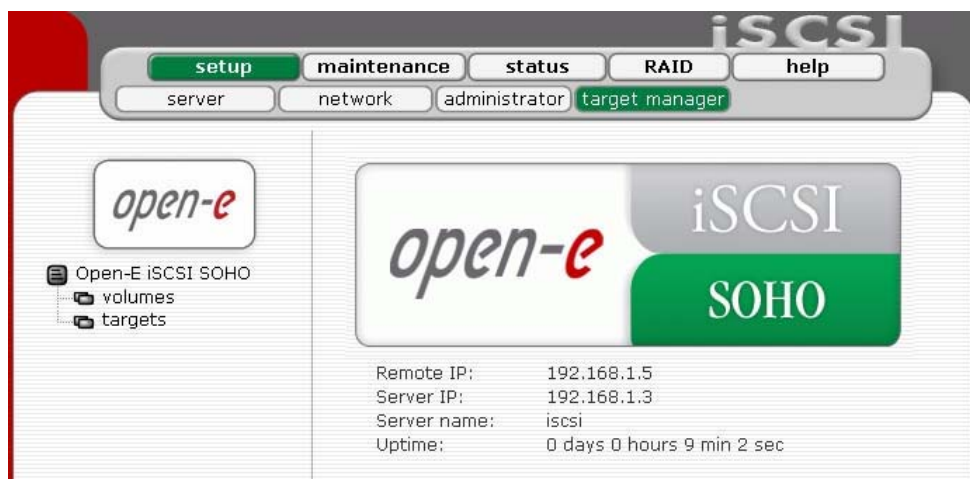 iSCSI
setup maintenance status RAID help
server network administrator target manager
open-e
Open-E iSCSI SOHO
volumes
targets
open-e
iSCSI
SOHO
Remote IP: 192.168.1.5
Server IP: 192.168.1.3
Server name: iscsi
Uptime: 0 days 0 hours 9 min 2 sec